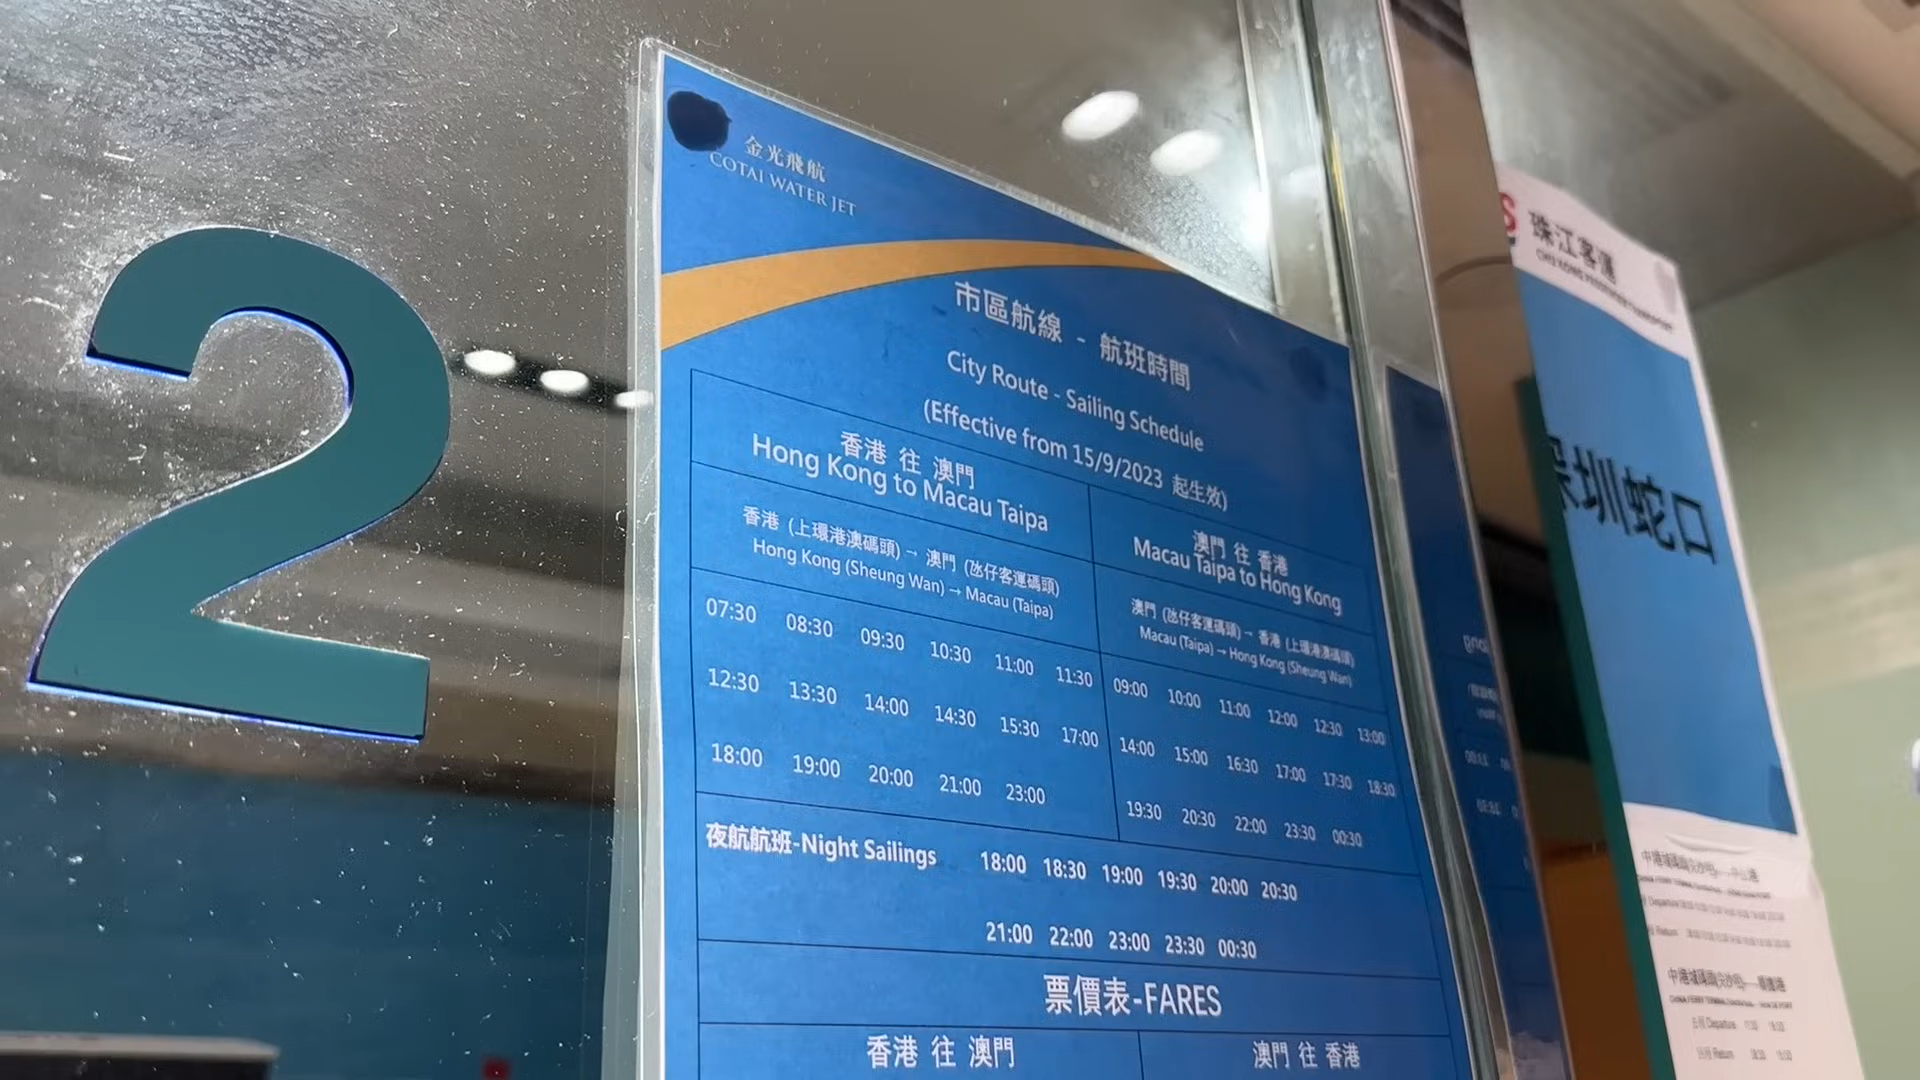 2
金光飛航
COTAI WATER JET
市區航線 - 航班時間
City Route - Sailing Schedule
(Effective from 15/9/2023 起生效)
香港 往 澳門
Hong Kong to Macau Taipa
澳門 往 香港
Macau Taipa to Hong Kong
香港 (上環港澳碼頭) → 澳門 (氹仔客運碼頭)
Hong Kong (Sheung Wan) → Macau (Taipa)
澳門 (氹仔客運碼頭) → 香港 (上環港澳碼頭)
Macau (Taipa) → Hong Kong (Sheung Wan)
07:30 08:30 09:30 10:30 11:00 11:30
12:30 13:30 14:00 14:30 15:30 17:00
18:00 19:00 20:00 21:00 23:00
09:00 10:00 11:00 12:00 12:30 13:00
14:00 15:00 16:30 17:00 17:30 18:30
19:30 20:30 22:00 23:30 00:30
夜航航班-Night Sailings 18:00 18:30 19:00 19:30 20:00 20:30
21:00 22:00 23:00 23:30 00:30
票價表-FARES
香港 往 澳門
澳門 往 香港
珠江客運
深圳蛇口